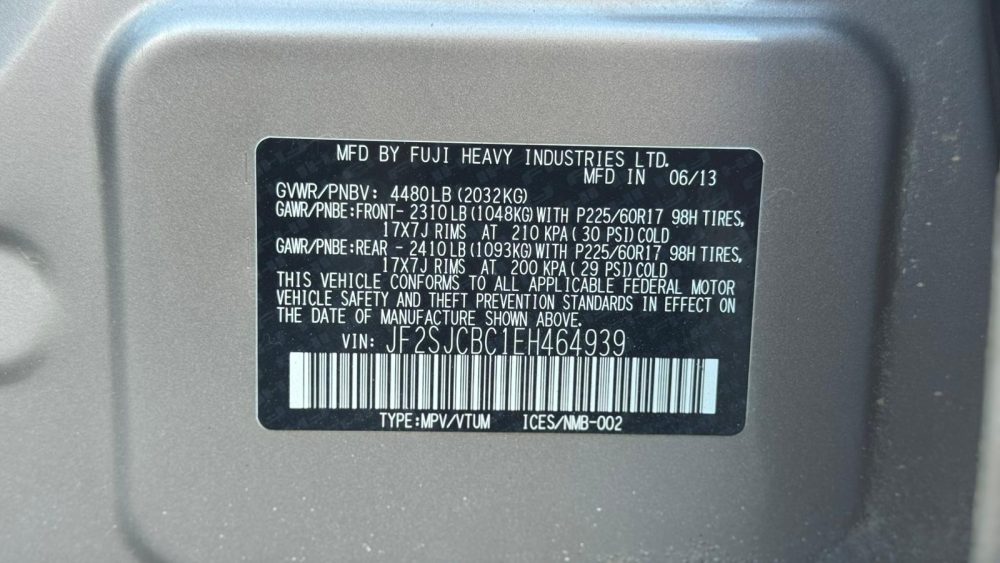 MFD BY FUJI HEAVY INDUSTRIES LTD.
MFD IN 06/13
GVWR/PNBV: 4480LB (2032KG)
GAWR/PNBE:FRONT- 2310LB (1048KG) WITH P225/60R17 98H TIRES,
17X7J RIMS AT 210 KPA ( 30 PSI) COLD
GAWR/PNBE:REAR - 2410LB (1093KG) WITH P225/60R17 98H TIRES,
17X7J RIMS AT 200 KPA ( 29 PSI) COLD
THIS VEHICLE CONFORMS TO ALL APPLICABLE FEDERAL MOTOR
VEHICLE SAFETY AND THEFT PREVENTION STANDARDS IN EFFECT ON
THE DATE OF MANUFACTURE SHOWN ABOVE.
VIN: JF2SJCBC1EH464939
TYPE:MPV/VTUM ICES/NMB-002